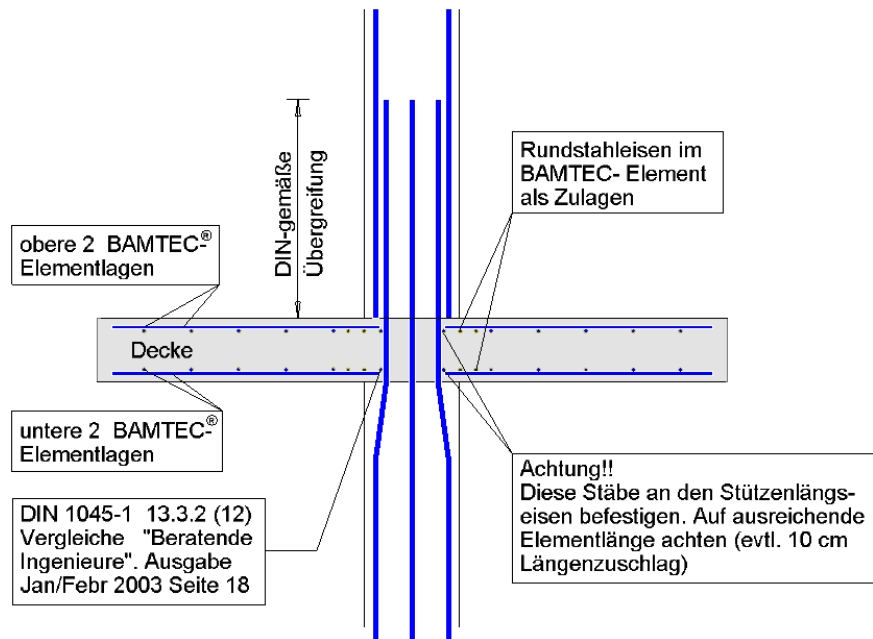 DIN-gemäße
Übergreifung
Rundstahleisen im
BAMTEC- Element
als Zulagen
obere 2 BAMTEC-®
Elementlagen
Decke
untere 2 BAMTEC-®
Elementlagen
DIN 1045-1 13.3.2 (12)
Vergleiche "Beratende
Ingenieure". Ausgabe
Jan/Febr 2003 Seite 18
Achtung!!
Diese Stäbe an den Stützenlängs-
eisen befestigen. Auf ausreichende
Elementlänge achten (evtl. 10 cm
Längenzuschlag)